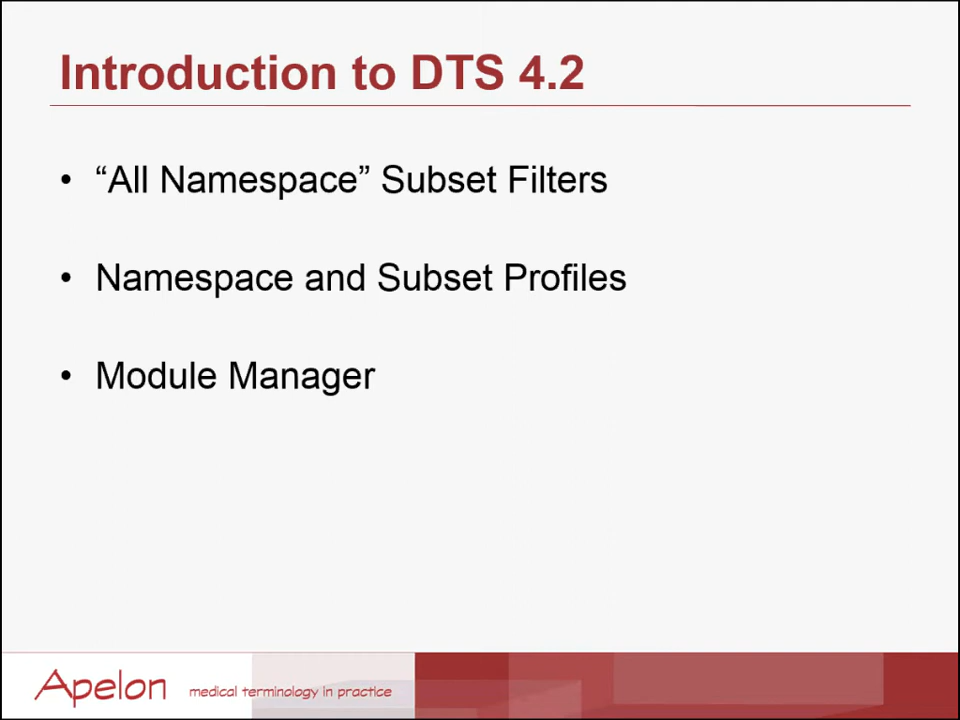 Introduction to DTS 4.2
• “All Namespace” Subset Filters
• Namespace and Subset Profiles
• Module Manager
Apelon medical terminology in practice